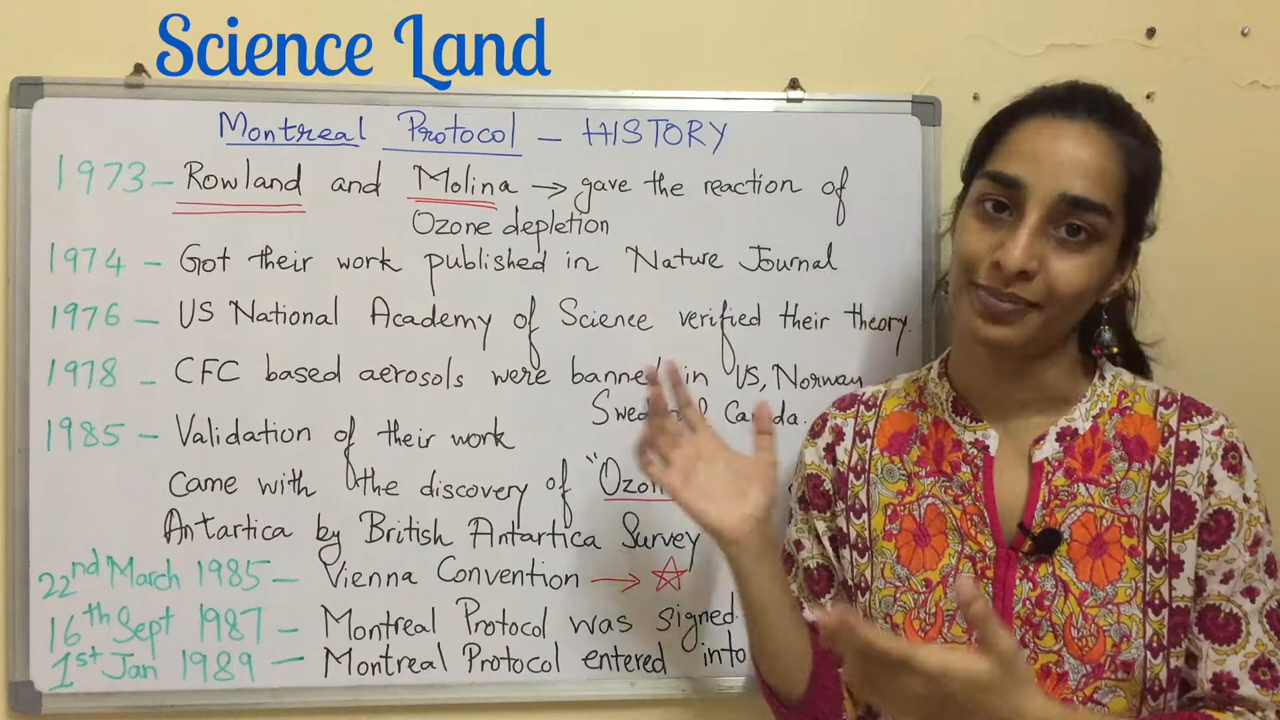 Science Land
Montreal Protocol – HISTORY
1973 – Rowland and Molina → gave the reaction of
Ozone depletion
1974 – Got their work published in Nature Journal
1976 – US National Academy of Science verified their theory.
1978 – CFC based aerosols were banned in US, Norway
1985 – Validation of their work
came with the discovery of
Antartica by British Antartica Survey
22nd March 1985 – Vienna Convention →
16th Sept 1987 – Montreal Protocol was signed.
1st Jan 1989 – Montreal Protocol entered into